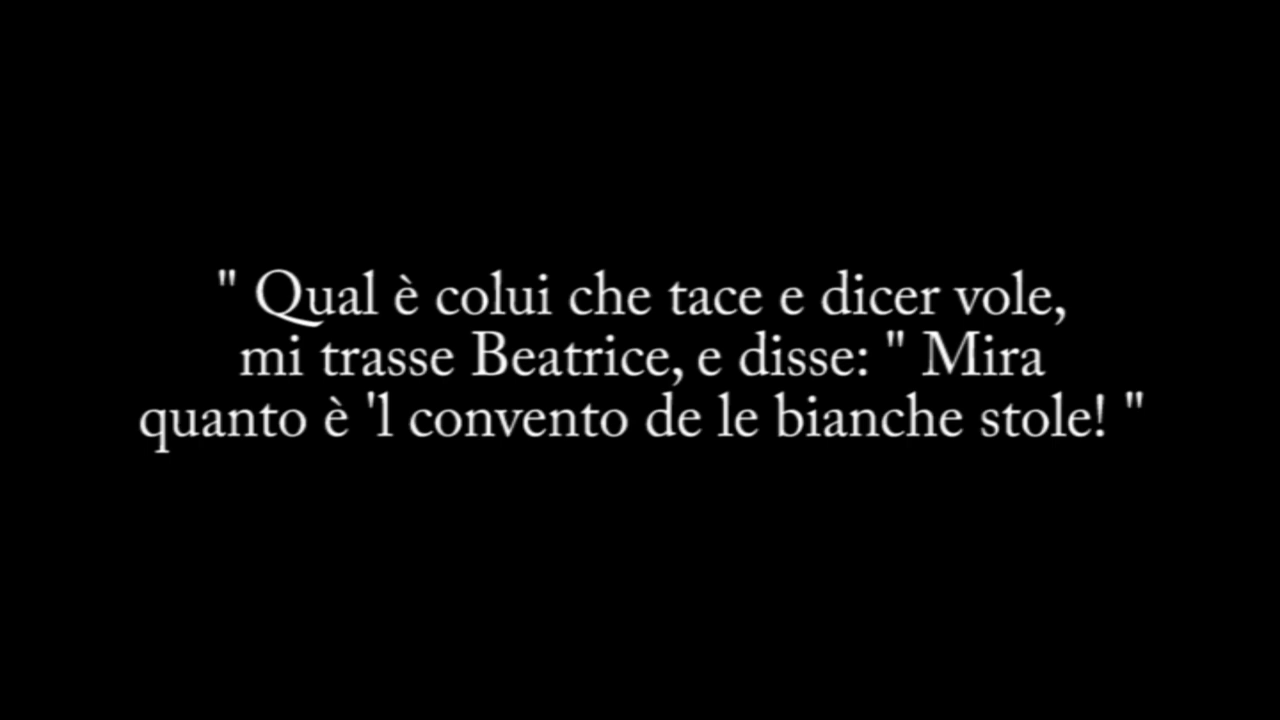 " Qual è colui che tace e dicer vole,
mi trasse Beatrice, e disse: " Mira
quanto è 'l convento de le bianche stole! "